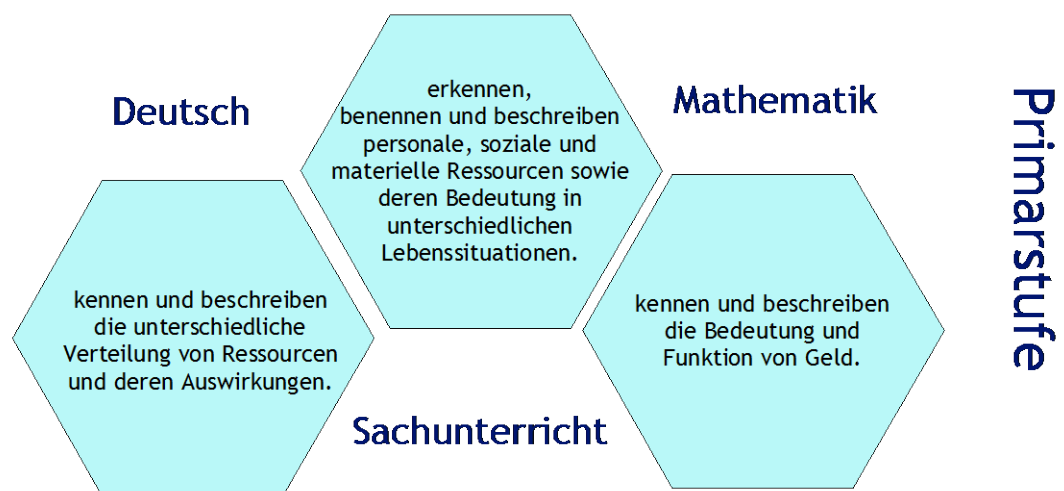 Deutsch
erkennen,
benennen und beschreiben
personale, soziale und
materielle Ressourcen sowie
deren Bedeutung in
unterschiedlichen
Lebenssituationen.
Mathematik
Primarstufe
kennen und beschreiben
die unterschiedliche
Verteilung von Ressourcen
und deren Auswirkungen.
kennen und beschreiben
die Bedeutung und
Funktion von Geld.
Sachunterricht